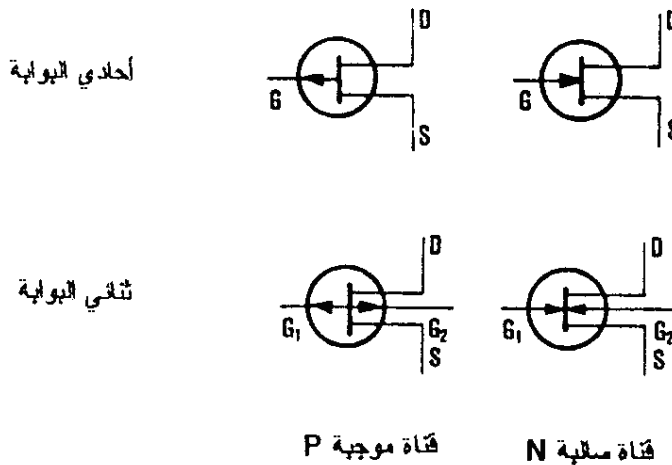 D D
أحادي البوابة
G G
S S
D D
ثنائي البوابة
G₁ G₂ G₁ G₂
S S
قناة موجبة P قناة سالبة N